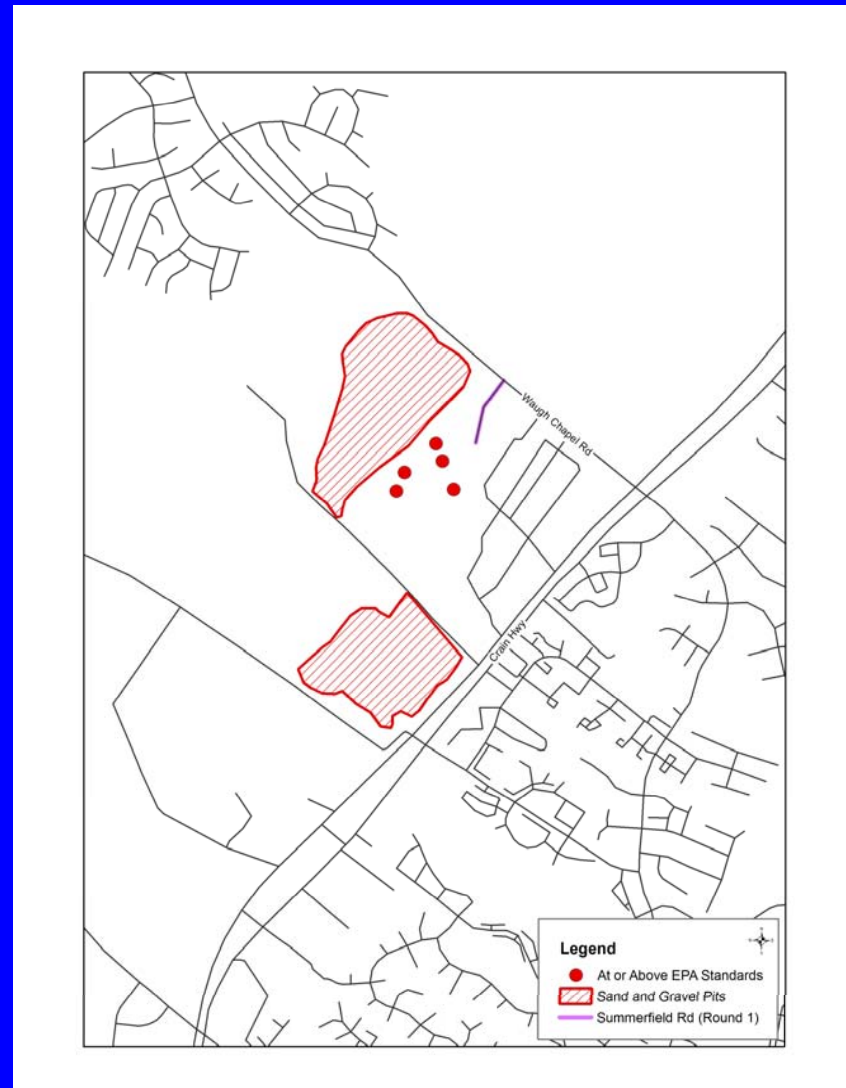 Waugh Chapel Rd
Crain Hwy
Legend
At or Above EPA Standards
Sand and Gravel Pits
Summerfield Rd (Round 1)